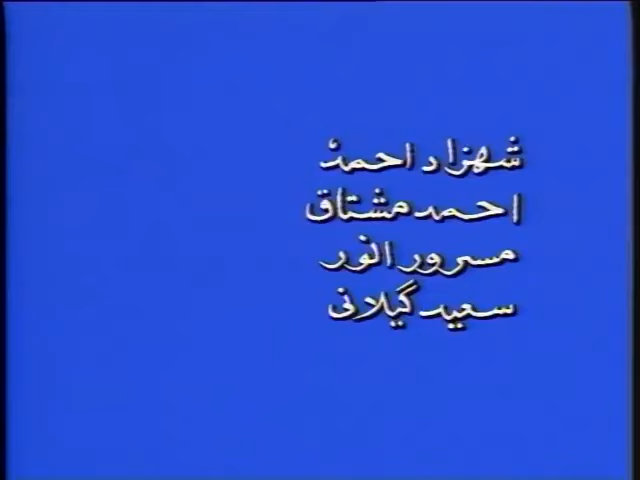 شہزاد احمد
احمد مشتاق
مسرور انور
سعید گیلانی